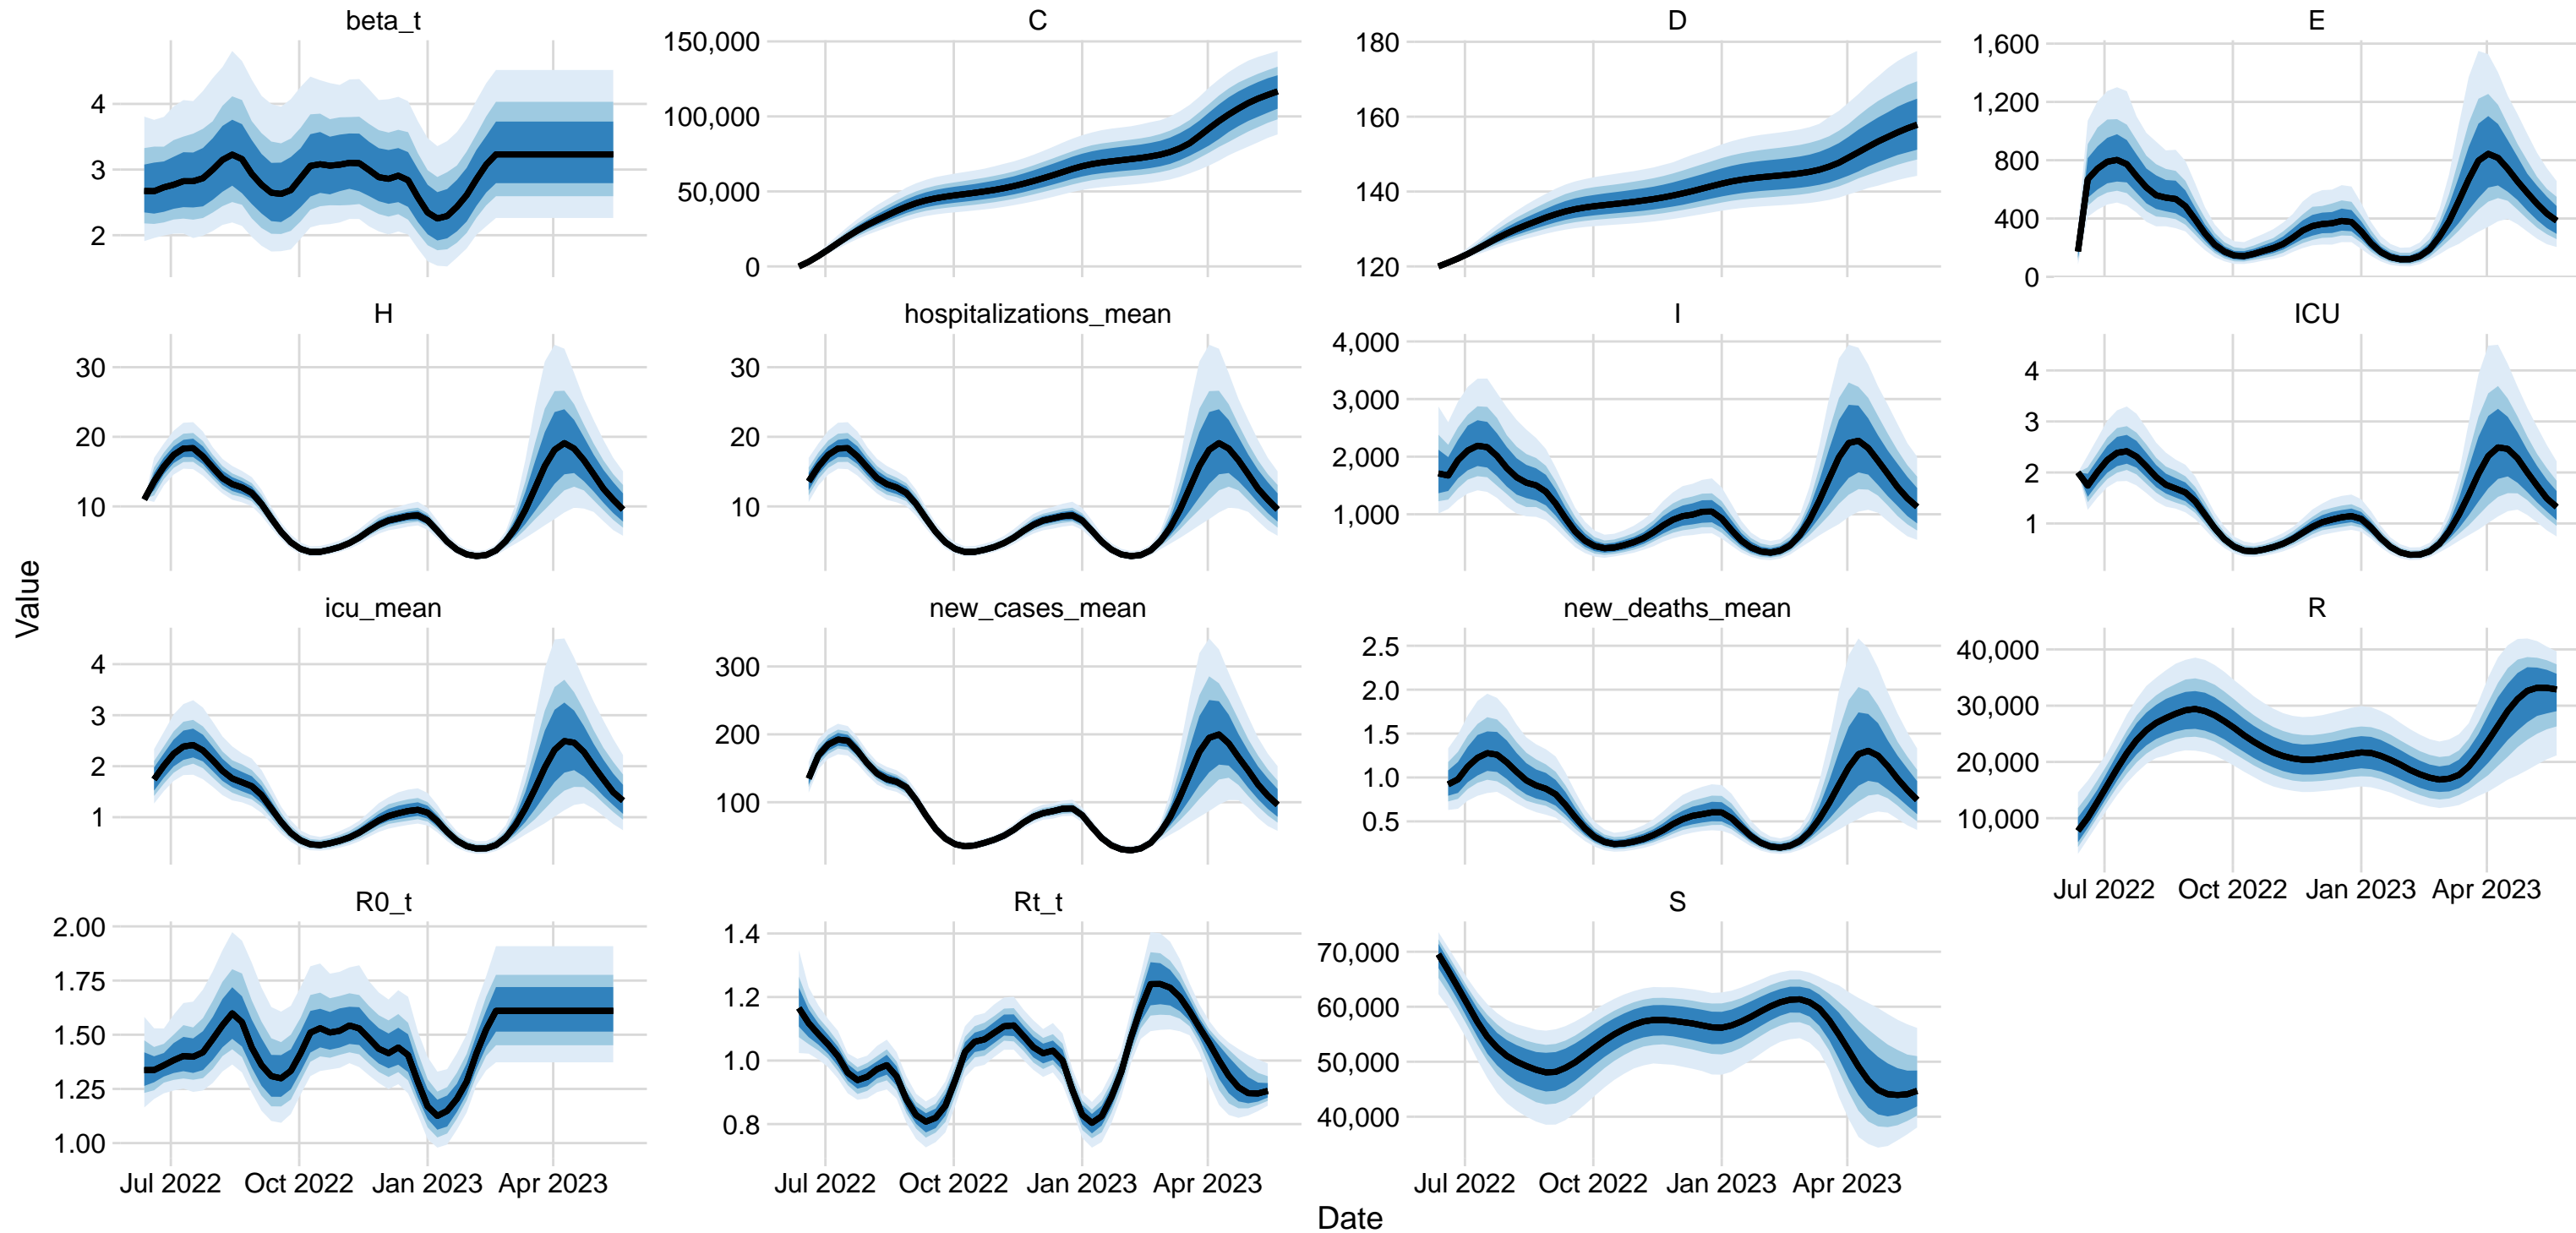 beta_t
C
D
E
4
3
2
150,000
100,000
50,000
0
180
160
140
120
1,600
1,200
800
400
0
H
hospitalizations_mean
I
ICU
30
20
10
30
20
10
4,000
3,000
2,000
1,000
4
3
2
1
Value
icu_mean
new_cases_mean
new_deaths_mean
R
4
3
2
1
300
200
100
2.5
2.0
1.5
1.0
0.5
40,000
30,000
20,000
10,000
Jul 2022 Oct 2022 Jan 2023 Apr 2023
R0_t
Rt_t
S
2.00
1.75
1.50
1.25
1.00
1.4
1.2
1.0
0.8
70,000
60,000
50,000
40,000
Jul 2022 Oct 2022 Jan 2023 Apr 2023
Jul 2022 Oct 2022 Jan 2023 Apr 2023
Jul 2022 Oct 2022 Jan 2023 Apr 2023
Date